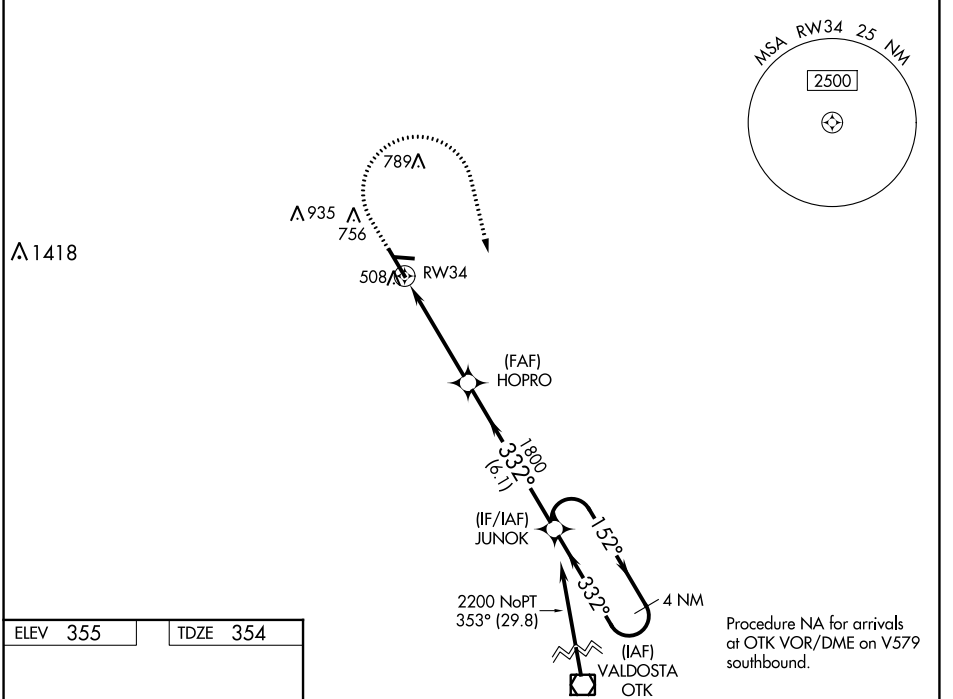 MSA RW34 25 NM
2500
789
935
756
1418
508
RW34
(FAF)
HOPRO
1800
332°
(6.1)
(IF/IAF)
JUNOK
152°
332°
4 NM
2200 NoPT
353° (29.8)
(IAF)
VALDOSTA
OTK
Procedure NA for arrivals
at OTK VOR/DME on V579
southbound.
ELEV 355
TDZE 354